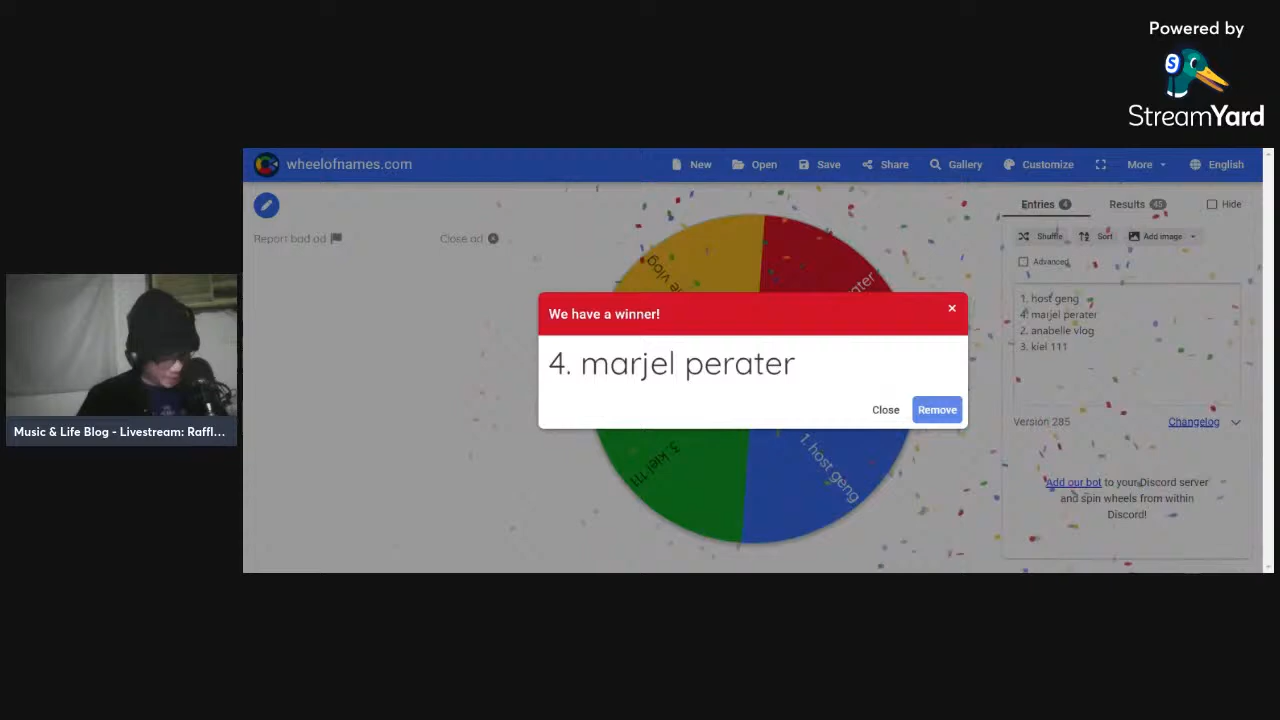 Powered by
S
StreamYard
wheelofnames.com
New
Open
Save
Share
Gallery
Customize
More
English
Report bad ad
Close ad
Entries 4
Results 45
Hide
Shuffle
Sort
Add image
Advanced
1. host geng
4. marjel perater
2. anabelle vlog
3. kiel 111
We have a winner!
4. marjel perater
Close
Remove
3. kiel 111
1. host geng
Version 285
Changelog
Add our bot to your Discord server
and spin wheels from within
Discord!
Music & Life Blog - Livestream: Raffl...